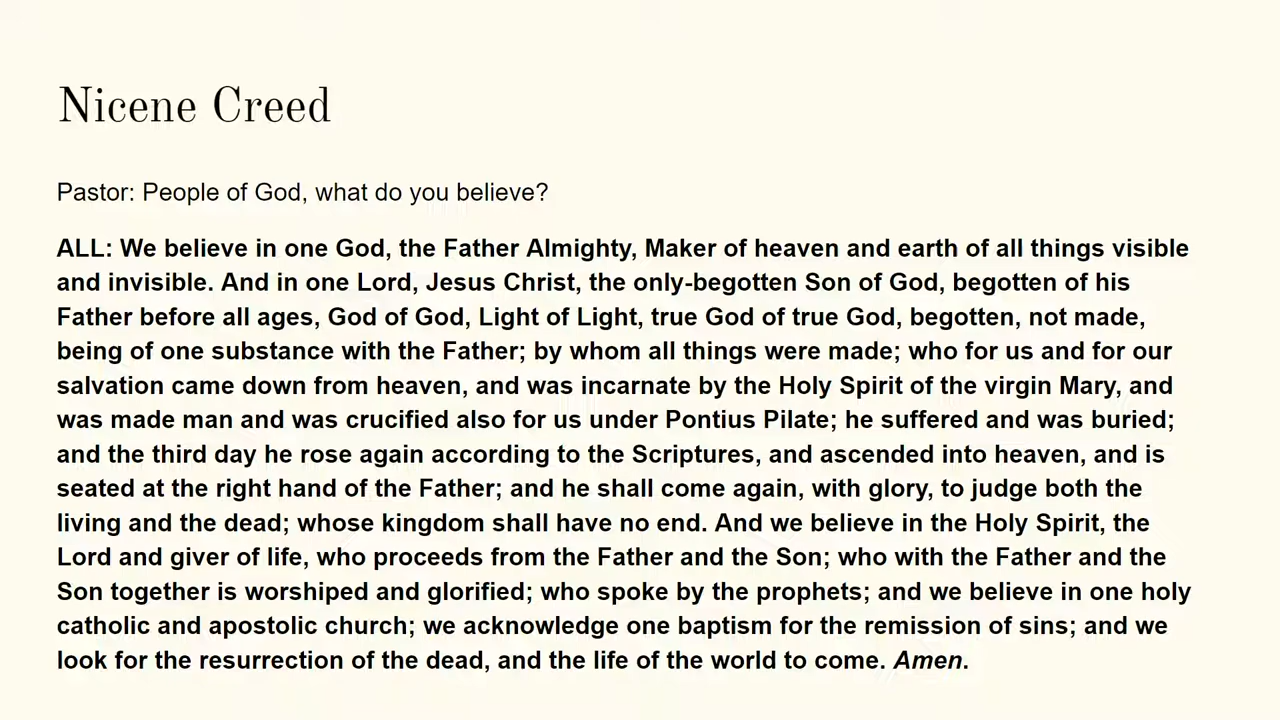 Nicene Creed
Pastor: People of God, what do you believe?
ALL: We believe in one God, the Father Almighty, Maker of heaven and earth of all things visible
and invisible. And in one Lord, Jesus Christ, the only-begotten Son of God, begotten of his
Father before all ages, God of God, Light of Light, true God of true God, begotten, not made,
being of one substance with the Father; by whom all things were made; who for us and for our
salvation came down from heaven, and was incarnate by the Holy Spirit of the virgin Mary, and
was made man and was crucified also for us under Pontius Pilate; he suffered and was buried;
and the third day he rose again according to the Scriptures, and ascended into heaven, and is
seated at the right hand of the Father; and he shall come again, with glory, to judge both the
living and the dead; whose kingdom shall have no end. And we believe in the Holy Spirit, the
Lord and giver of life, who proceeds from the Father and the Son; who with the Father and the
Son together is worshiped and glorified; who spoke by the prophets; and we believe in one holy
catholic and apostolic church; we acknowledge one baptism for the remission of sins; and we
look for the resurrection of the dead, and the life of the world to come. Amen.